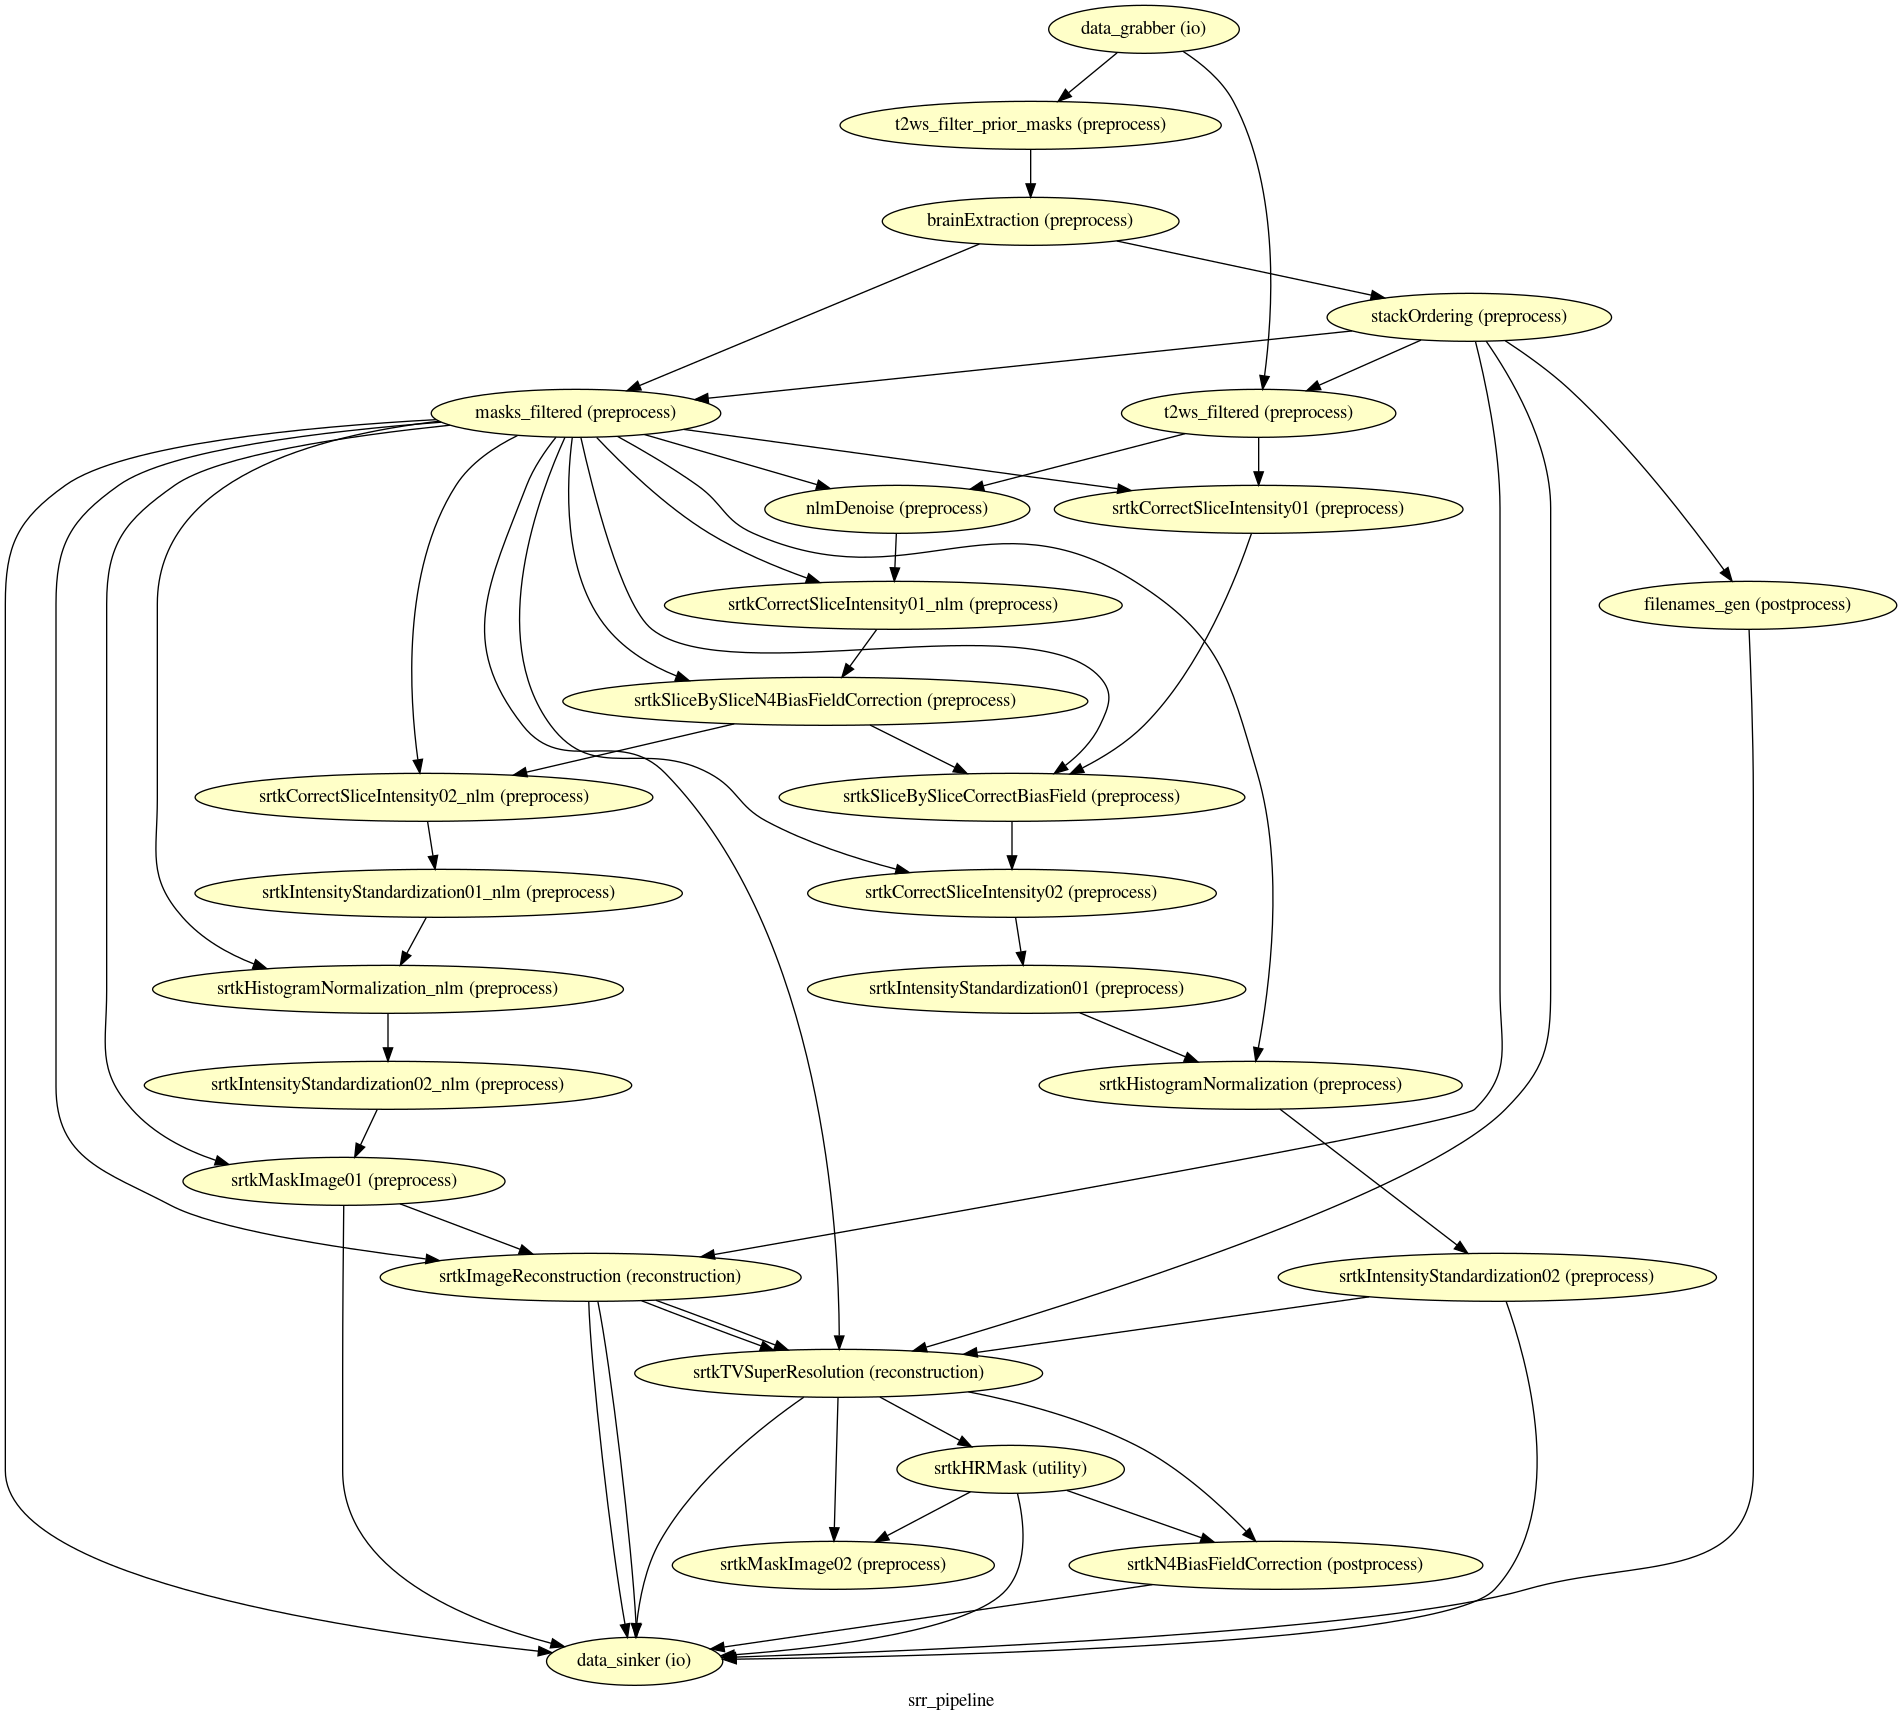 data_grabber (io)
t2ws_filter_prior_masks (preprocess)
brainExtraction (preprocess)
stackOrdering (preprocess)
masks_filtered (preprocess)
t2ws_filtered (preprocess)
nlmDenoise (preprocess)
srtkCorrectSliceIntensity01 (preprocess)
srtkCorrectSliceIntensity01_nlm (preprocess)
filenames_gen (postprocess)
srtkSliceBySliceN4BiasFieldCorrection (preprocess)
srtkCorrectSliceIntensity02_nlm (preprocess)
srtkSliceBySliceCorrectBiasField (preprocess)
srtkIntensityStandardization01_nlm (preprocess)
srtkCorrectSliceIntensity02 (preprocess)
srtkHistogramNormalization_nlm (preprocess)
srtkIntensityStandardization01 (preprocess)
srtkIntensityStandardization02_nlm (preprocess)
srtkHistogramNormalization (preprocess)
srtkMaskImage01 (preprocess)
srtkImageReconstruction (reconstruction)
srtkIntensityStandardization02 (preprocess)
srtkTVSuperResolution (reconstruction)
srtkHRMask (utility)
srtkMaskImage02 (preprocess)
srtkN4BiasFieldCorrection (postprocess)
data_sinker (io)
srr_pipeline